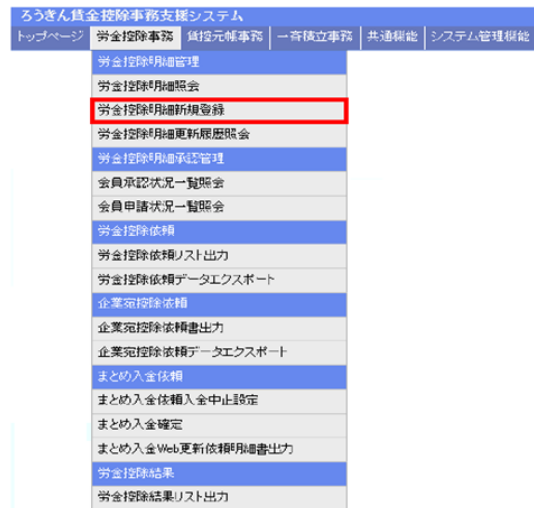 ろうきん賃金控除事務支援システム
トップページ 労金控除事務 賃控元帳事務 一斉積立事務 共通機能 システム管理機能
労金控除明細管理
労金控除明細照会
労金控除明細新規登録
労金控除明細更新履歴照会
労金控除明細承認管理
会員承認状況一覧照会
会員申請状況一覧照会
労金控除依頼
労金控除依頼リスト出力
労金控除依頼データエクスポート
企業宛控除依頼
企業宛控除依頼書出力
企業宛控除依頼データエクスポート
まとめ入金依頼
まとめ入金依頼入金中止設定
まとめ入金確定
まとめ入金Web更新依頼明細書出力
労金控除結果
労金控除結果リスト出力